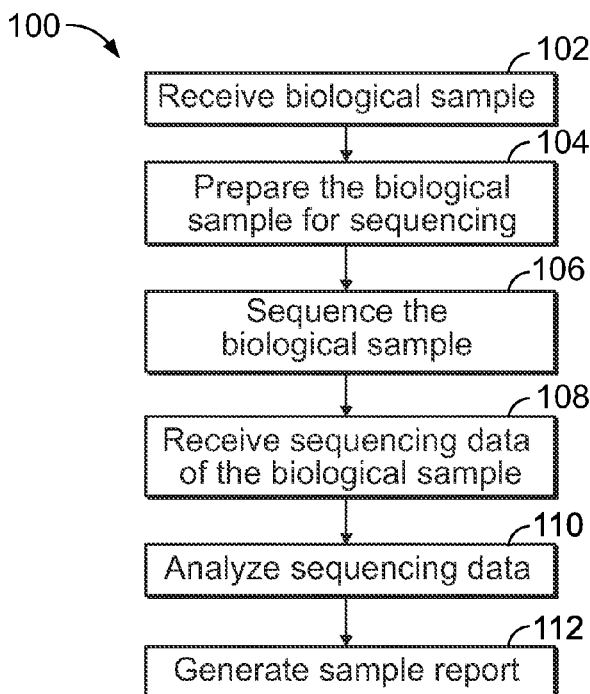 100
102
Receive biological sample
104
Prepare the biological
sample for sequencing
106
Sequence the
biological sample
108
Receive sequencing data
of the biological sample
110
Analyze sequencing data
112
Generate sample report